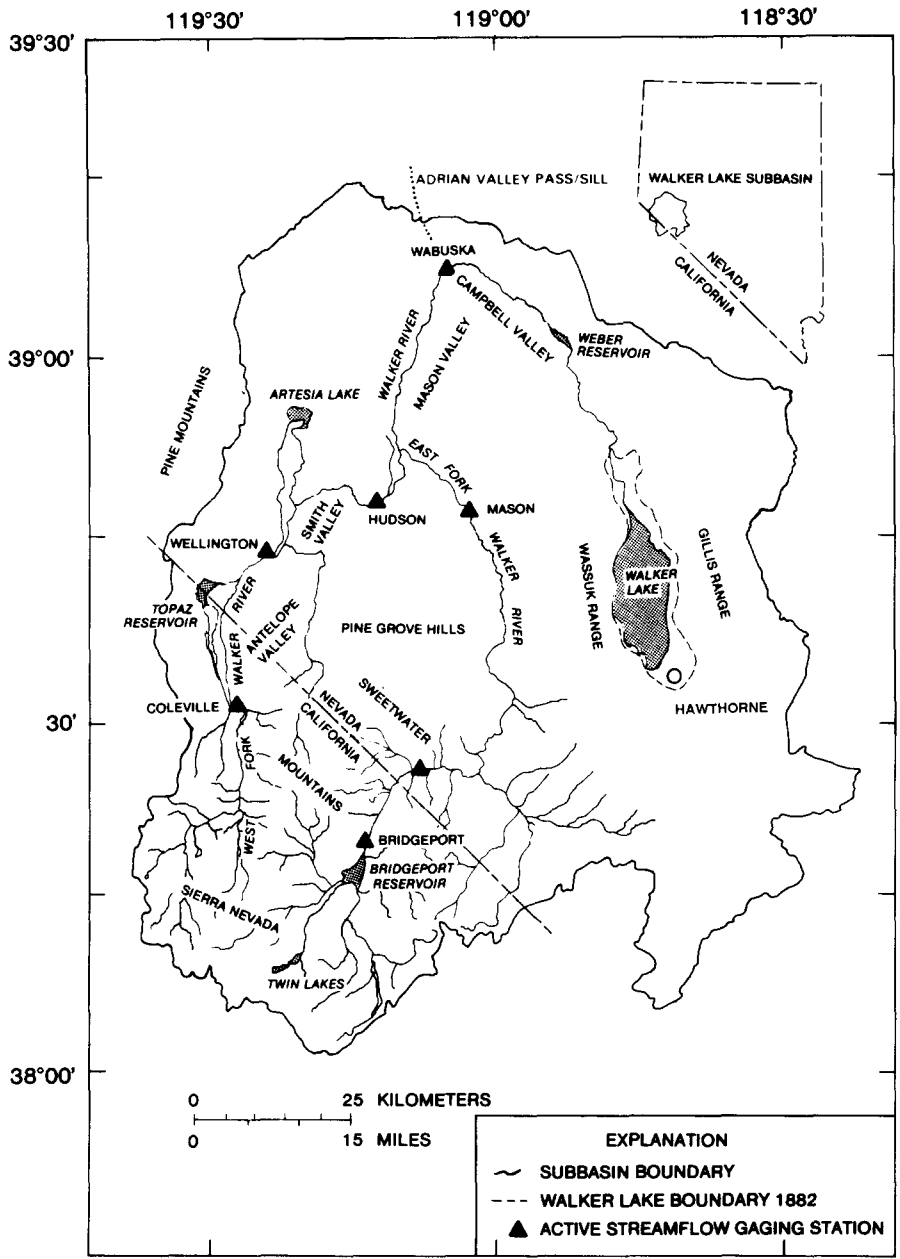 119°30'
119°00'
118°30'
39°30'
ADRIAN VALLEY PASS/SILL
WALKER LAKE SUBBASIN
NEVADA
CALIFORNIA
WABUSKA
CAMPBELL VALLEY
WALKER RIVER
MASON VALLEY
WEBER
RESERVOIR
39°00'
PINE MOUNTAINS
ARTESIA LAKE
EAST FORK
WALKER
RIVER
HUDSON
MASON
SMITH
VALLEY
WELLINGTON
WASSUK RANGE
WALKER
LAKE
GILLIS RANGE
TOPAZ
RESERVOIR
WEST
FORK
WALKER
RIVER
ANTELOPE
VALLEY
PINE GROVE HILLS
COLEVILLE
HAWTHORNE
30'
SWEETWATER
MOUNTAINS
NEVADA
CALIFORNIA
BRIDGEPORT
BRIDGEPORT
RESERVOIR
SIERRA NEVADA
TWIN LAKES
38°00'
0 25 KILOMETERS
0 15 MILES
EXPLANATION
SUBBASIN BOUNDARY
WALKER LAKE BOUNDARY 1882
ACTIVE STREAMFLOW GAGING STATION